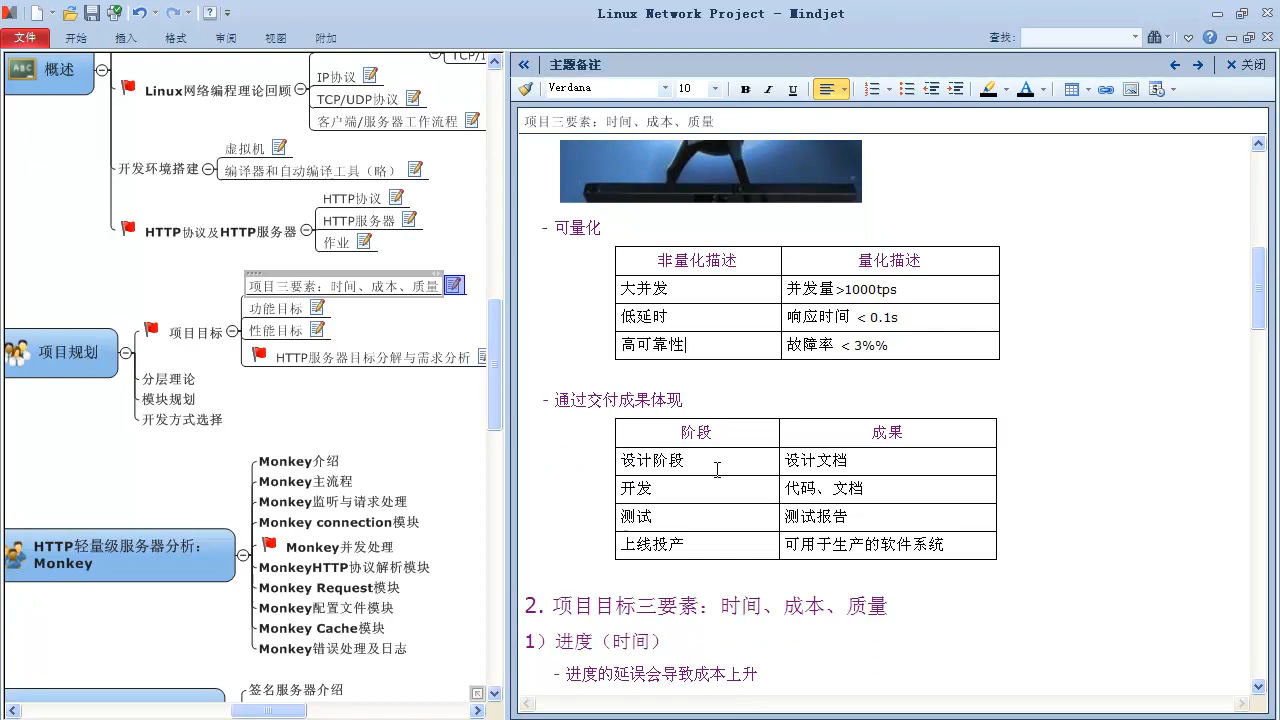 Linux Network Project - Mindjet
文件
开始
插入
格式
审阅
视图
附加
查找:
ABC
概述
Linux网络编程理论回顾
IP协议
TCP/UDP协议
客户端/服务器工作流程
开发环境搭建
虚拟机
编译器和自动编译工具（略）
HTTP协议及HTTP服务器
HTTP协议
HTTP服务器
作业
项目规划
项目目标
项目三要素：时间、成本、质量
功能目标
性能目标
HTTP服务器目标分解与需求分析
分层理论
模块规划
开发方式选择
HTTP轻量级服务器分析：
Monkey
Monkey介绍
Monkey主流程
Monkey监听与请求处理
Monkey connection模块
Monkey并发处理
MonkeyHTTP协议解析模块
Monkey Request模块
Monkey配置文件模块
Monkey Cache模块
Monkey错误处理及日志
签名服务器介绍
主题备注
关闭
Verdana
10
B
I
U
A
项目三要素：时间、成本、质量
- 可量化
非量化描述 量化描述
大并发 并发量>1000tps
低延时 响应时间 < 0.1s
高可靠性 故障率 < 3%%
- 通过交付成果体现
阶段 成果
设计阶段 设计文档
开发 代码、文档
测试 测试报告
上线投产 可用于生产的软件系统
2. 项目目标三要素：时间、成本、质量
1）进度（时间）
- 进度的延误会导致成本上升